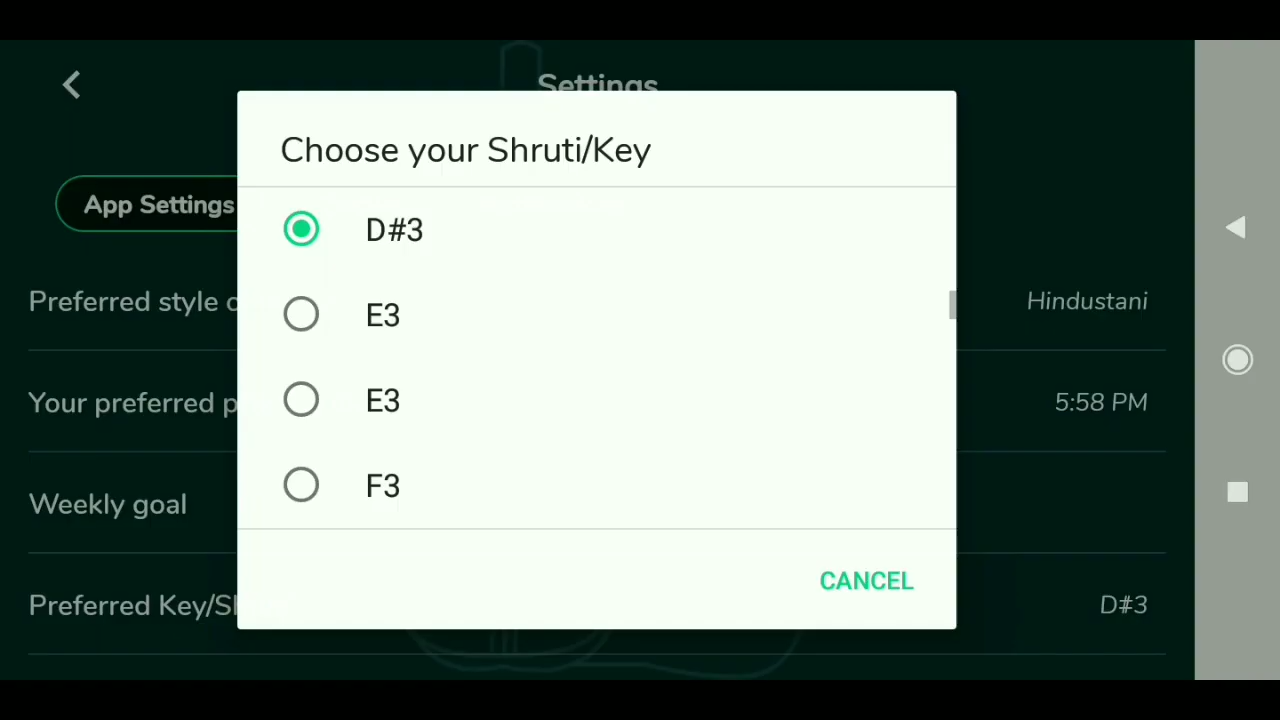 Settings
Choose your Shruti/Key
App Settings
D#3
Preferred style o
Hindustani
E3
Your preferred p
5:58 PM
E3
Weekly goal
F3
CANCEL
Preferred Key/Sh
D#3